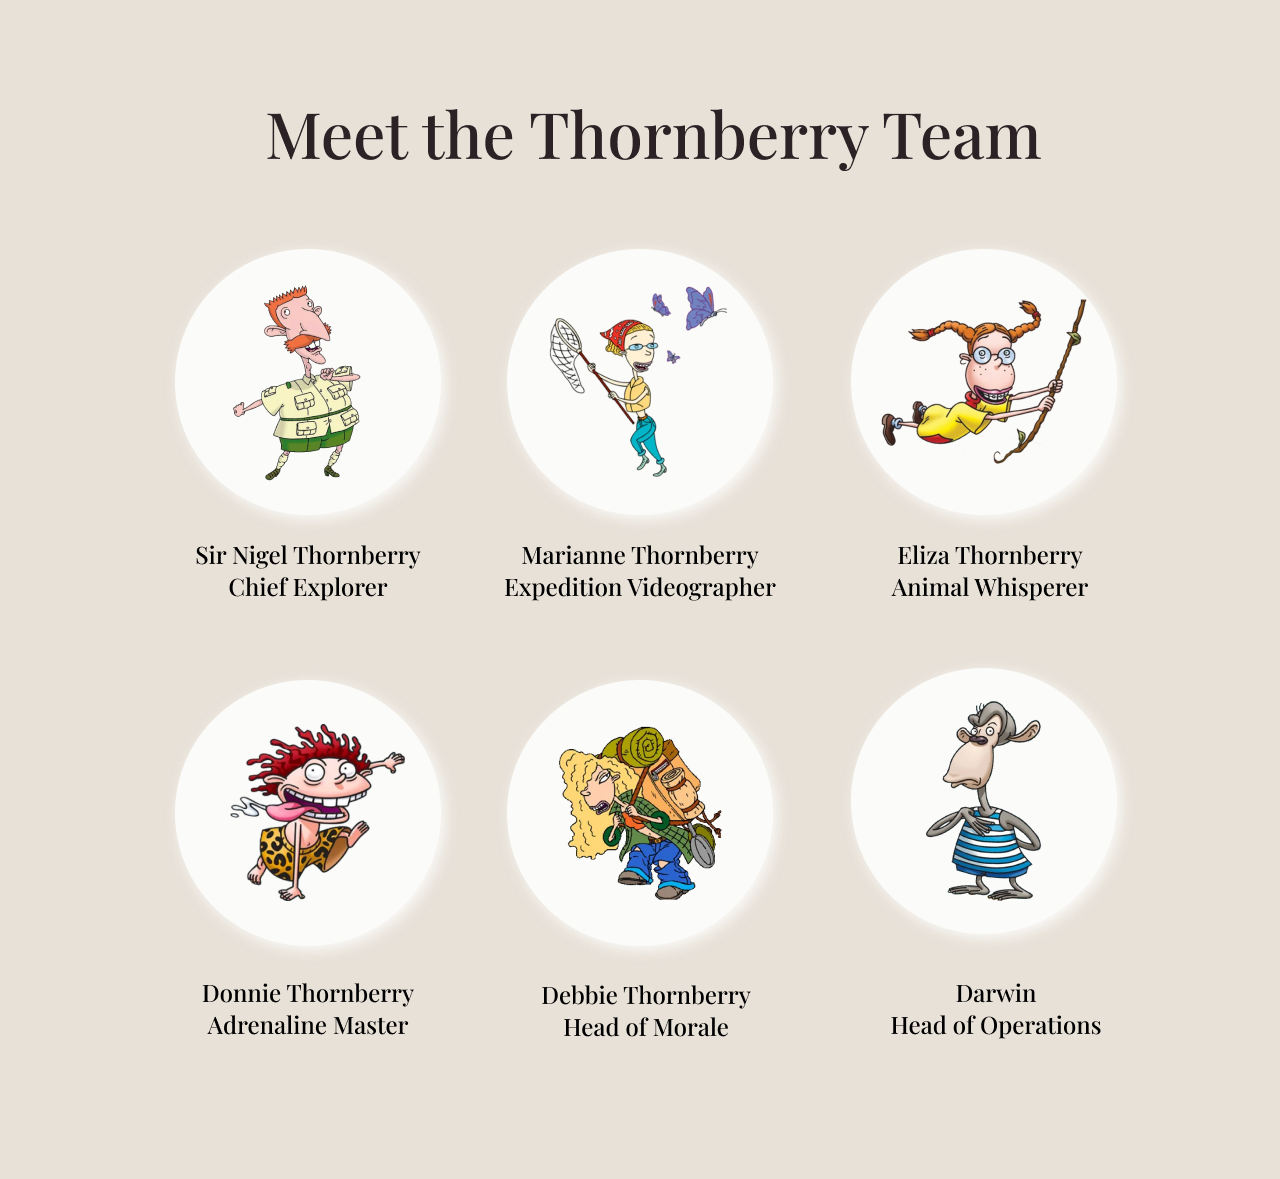 Meet the Thornberry Team
Sir Nigel Thornberry
Chief Explorer
Marianne Thornberry
Expedition Videographer
Eliza Thornberry
Animal Whisperer
Donnie Thornberry
Adrenaline Master
Debbie Thornberry
Head of Morale
Darwin
Head of Operations